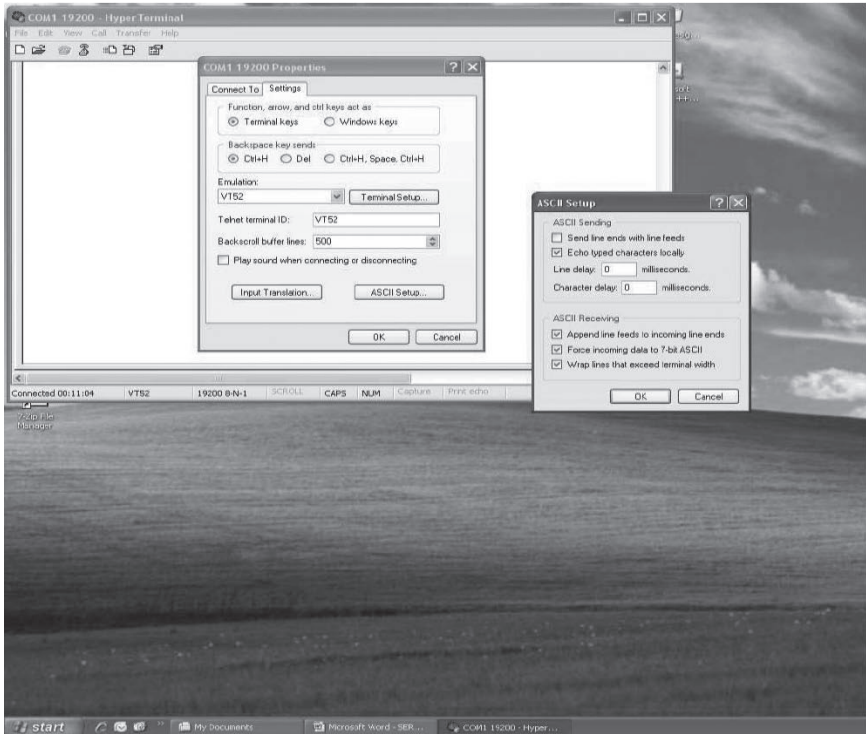 COM1 19200 - HyperTerminal
File Edit View Call Transfer Help
COM1 19200 Properties
Connect To Settings
Function, arrow, and ctrl keys act as
Terminal keys Windows keys
Backspace key sends
Ctrl+H Del Ctrl+H, Space, Ctrl+H
Emulation:
VT52 Terminal Setup...
Telnet terminal ID: VT52
Backscroll buffer lines: 500
Play sound when connecting or disconnecting
Input Translation... ASCII Setup...
OK Cancel
Connected 00:11:04 VT52 19200 8-N-1 SCROLL CAPS NUM Capture Print echo
ASCII Setup
ASCII Sending
Send line ends with line feeds
Echo typed characters locally
Line delay: 0 milliseconds.
Character delay: 0 milliseconds.
ASCII Receiving
Append line feeds to incoming line ends
Force incoming data to 7-bit ASCII
Wrap lines that exceed terminal width
OK Cancel
7-Zip File
Manager
start My Documents Microsoft Word - SER... COM1 19200 - Hyper...